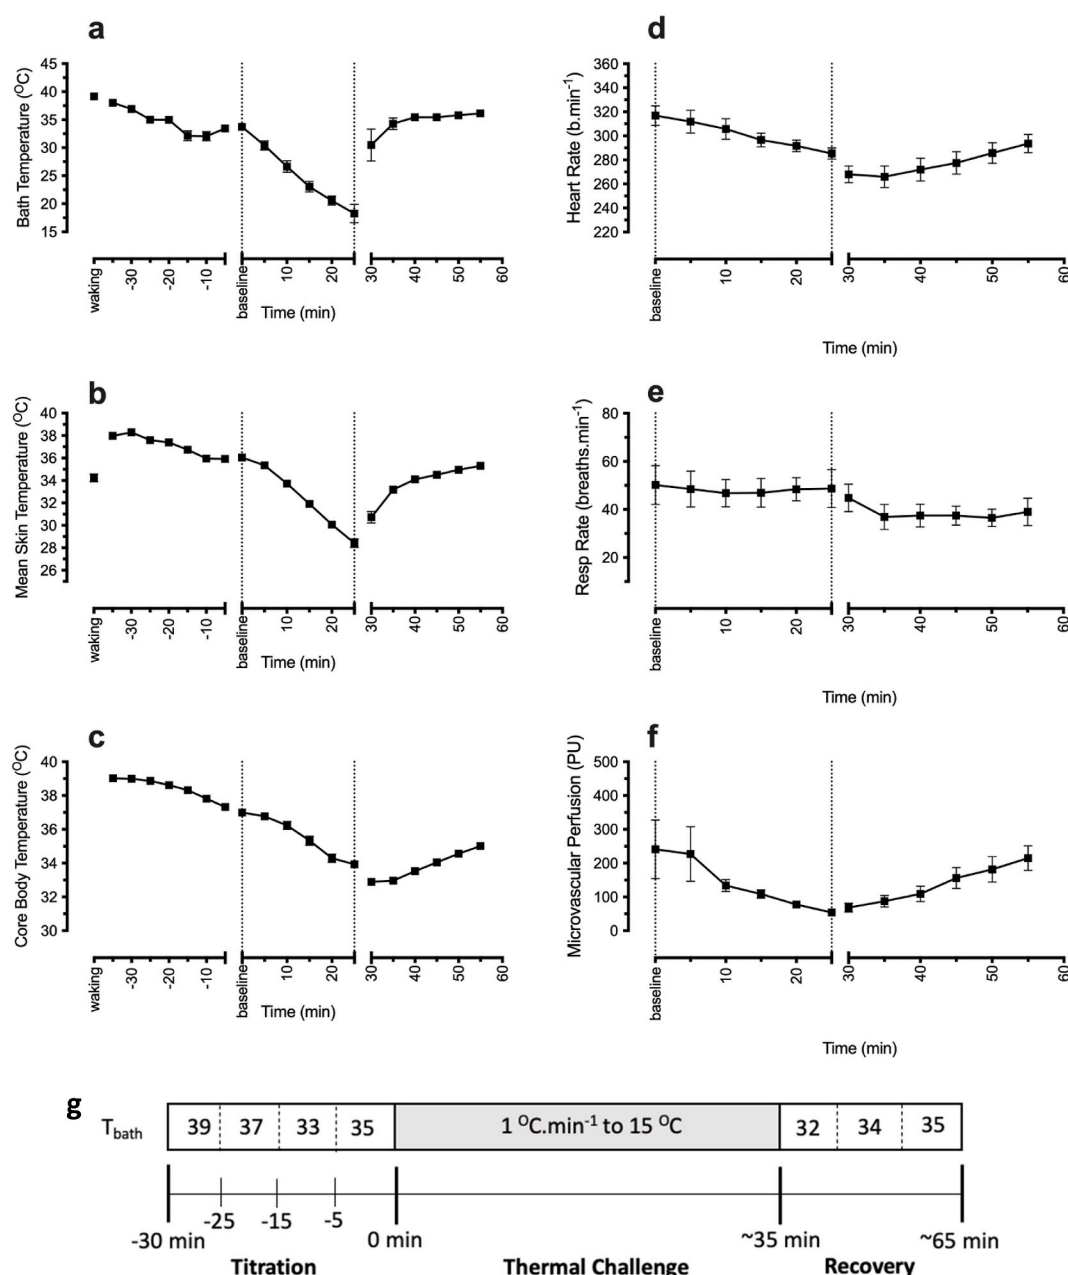 a
Bath Temperature (OC)
45
40
35
30
25
20
15
waking
-30
-20
-10
baseline
10
20
30
40
50
60
Time (min)
d
Heart Rate (b.min-1)
360
340
320
300
280
260
240
220
baseline
10
20
30
40
50
60
Time (min)
b
Mean Skin Temperature (OC)
40
38
36
34
32
30
28
26
waking
-30
-20
-10
baseline
10
20
30
40
50
60
Time (min)
e
Resp Rate (breaths.min-1)
80
60
40
20
baseline
10
20
30
40
50
60
Time (min)
c
Core Body Temperature (OC)
40
38
36
34
32
30
waking
-30
-20
-10
baseline
10
20
30
40
50
60
Time (min)
f
Microvascular Perfusion (PU)
500
400
300
200
100
0
baseline
10
20
30
40
50
60
Time (min)
g
Tbath 39 37 33 35 1 OC.min-1 to 15 OC 32 34 35
-25 -15 -5
-30 min 0 min ~35 min ~65 min
Titration Thermal Challenge Recovery